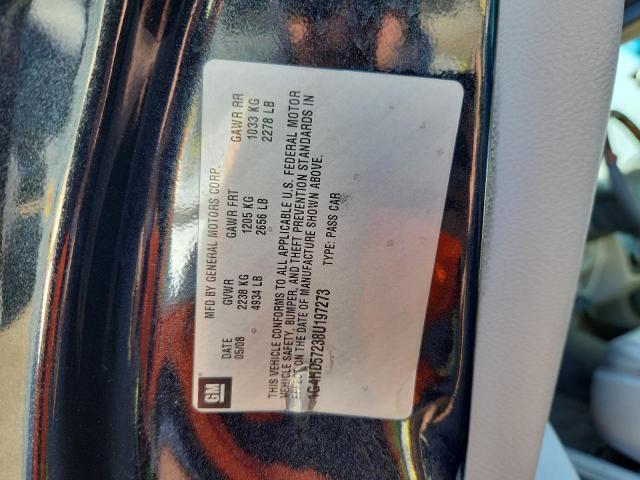 GM
MFD BY GENERAL MOTORS CORP.
DATE GVWR GAWR FRT GAWR RR
05/08 2238 KG 1205 KG 1033 KG
4934 LB 2656 LB 2278 LB
THIS VEHICLE CONFORMS TO ALL APPLICABLE U.S. FEDERAL MOTOR
VEHICLE SAFETY, BUMPER, AND THEFT PREVENTION STANDARDS IN
EFFECT ON THE DATE OF MANUFACTURE SHOWN ABOVE.
1G4HD57238U197273 TYPE: PASS CAR